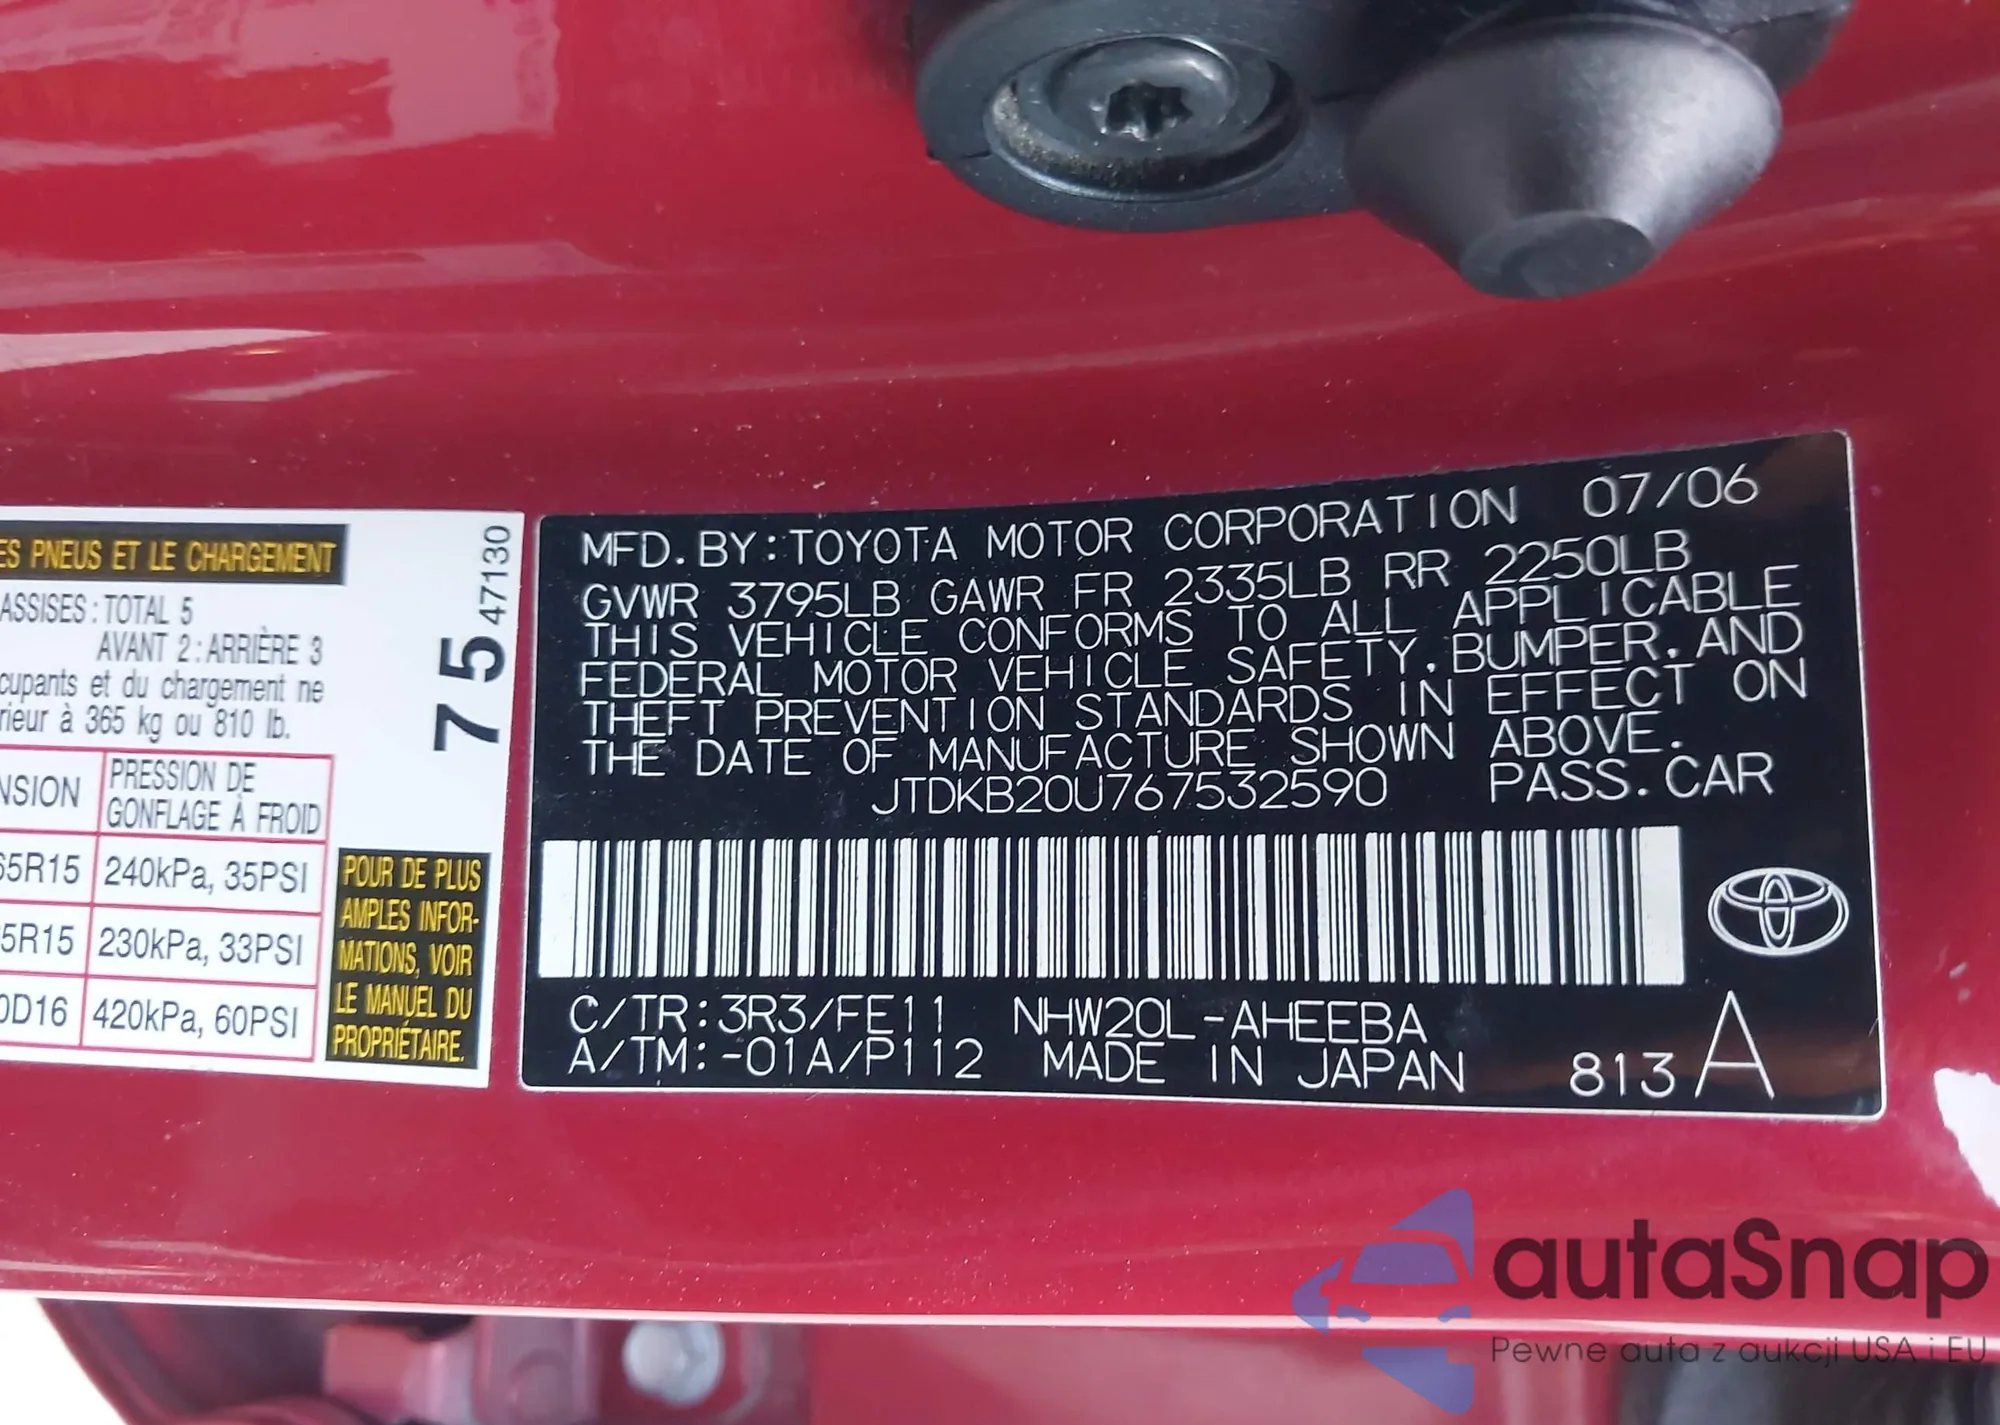 ES PNEUS ET LE CHARGEMENT
ASSISES : TOTAL 5
AVANT 2 : ARRIÈRE 3
cupants et du chargement ne
rieur à 365 kg ou 810 lb.
NSION
PRESSION DE
GONFLAGE À FROID
65R15 240kPa, 35PSI
5R15 230kPa, 33PSI
0D16 420kPa, 60PSI
75
47130
POUR DE PLUS
AMPLES INFOR-
MATIONS, VOIR
LE MANUEL DU
PROPRIÉTAIRE.
MFD. BY: TOYOTA MOTOR CORPORATION 07/06
GVWR 3795LB GAWR FR 2335LB RR 2250LB
THIS VEHICLE CONFORMS TO ALL APPLICABLE
FEDERAL MOTOR VEHICLE SAFETY, BUMPER, AND
THEFT PREVENTION STANDARDS IN EFFECT ON
THE DATE OF MANUFACTURE SHOWN ABOVE.
JTDKB20U767532590 PASS. CAR
C/TR: 3R3/FE11 NHW20L-AHEEBA
A/TM: -01A/P112 MADE IN JAPAN 813 A
autaSnap
Pewne auta z aukcji USA i EU